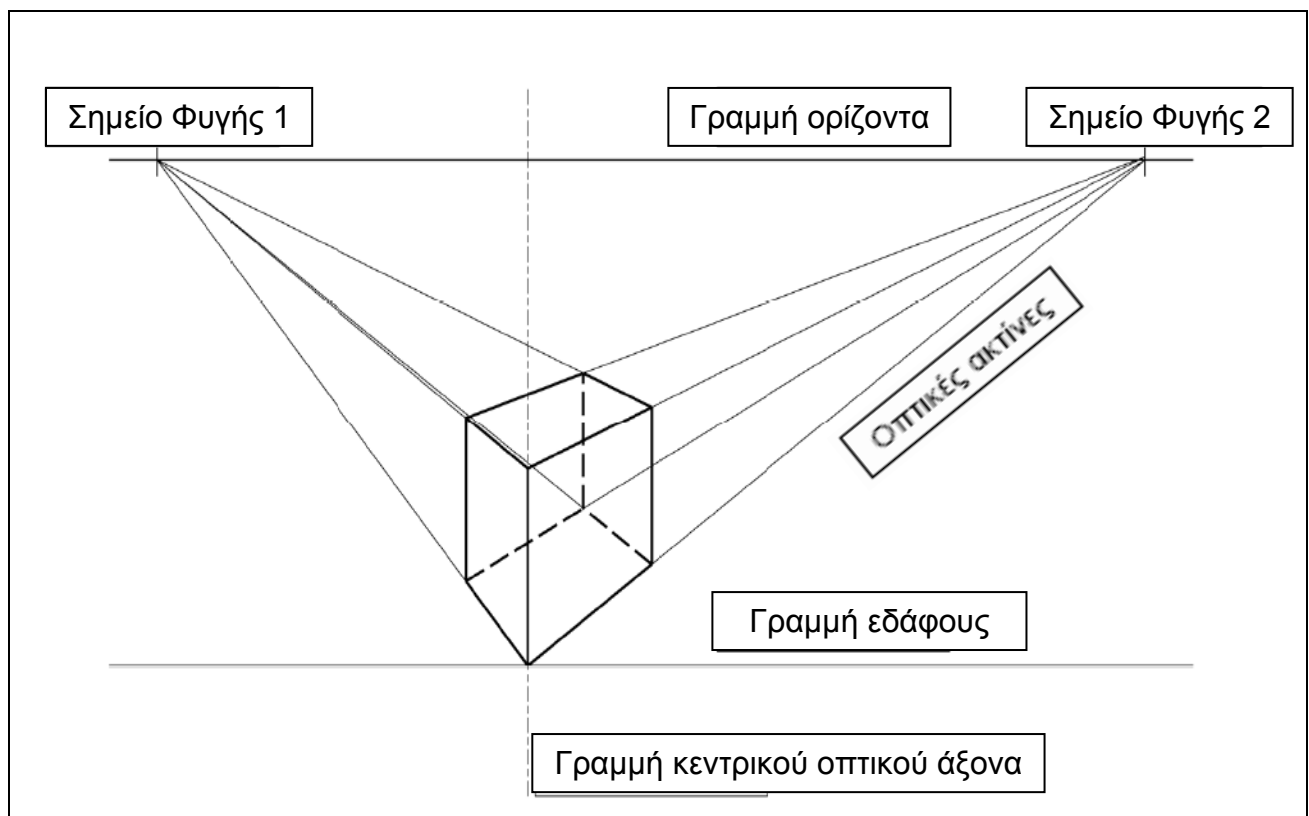 Σημείο Φυγής 1
Γραμμή ορίζοντα
Σημείο Φυγής 2
Οπτικές ακτίνες
Γραμμή εδάφους
Γραμμή κεντρικού οπτικού άξονα